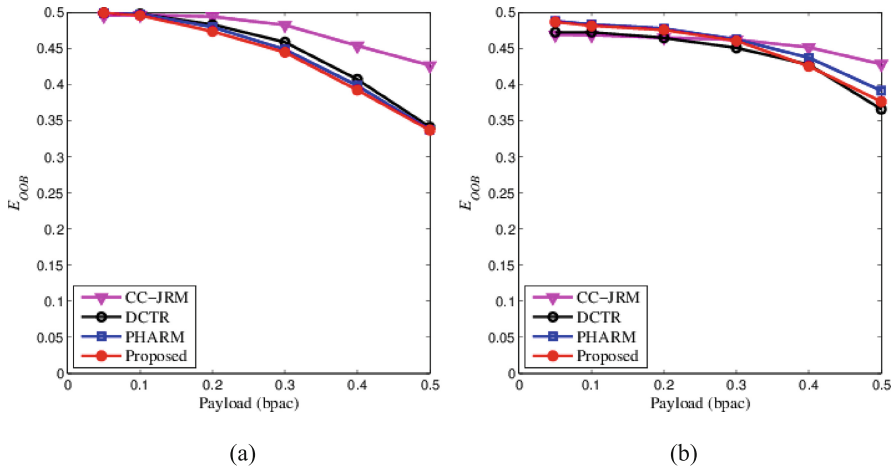 0.5
0.45
0.4
0.35
0.3
0.25
0.2
0.15
0.1
0.05
0
E_OOB
CC−JRM
DCTR
PHARM
Proposed
0 0.1 0.2 0.3 0.4 0.5
Payload (bpac)
(a)
0.5
0.45
0.4
0.35
0.3
0.25
0.2
0.15
0.1
0.05
0
E_OOB
CC−JRM
DCTR
PHARM
Proposed
0 0.1 0.2 0.3 0.4 0.5
Payload (bpac)
(b)